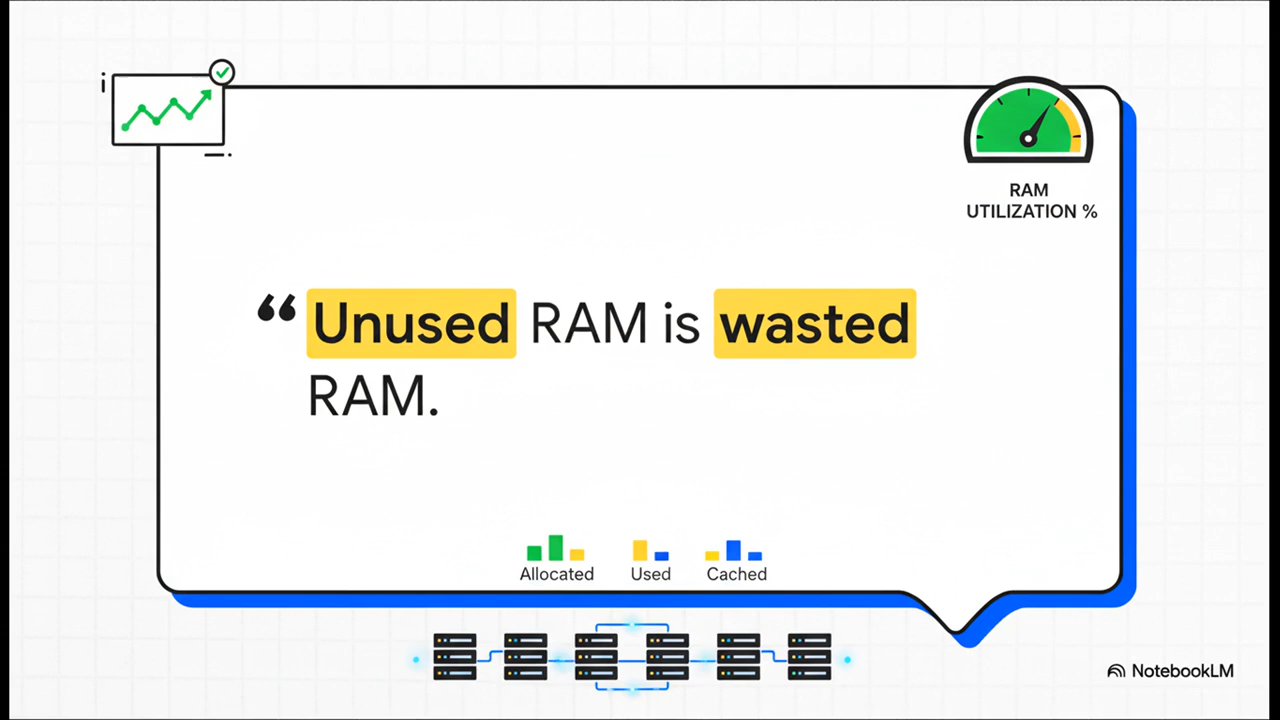 RAM
UTILIZATION %
“ Unused RAM is wasted
RAM.
Allocated Used Cached
NotebookLM